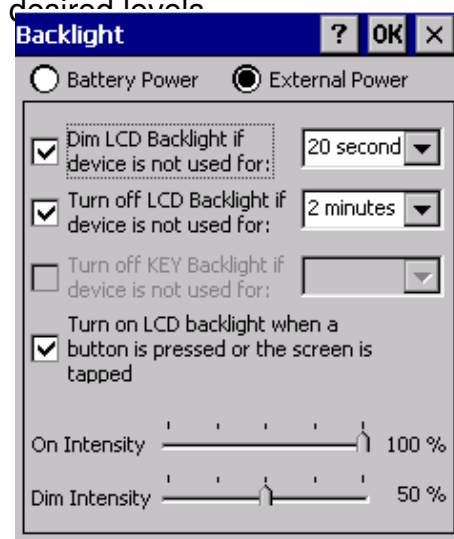 desired levels
Backlight ? OK ×
Battery Power External Power
Dim LCD Backlight if
device is not used for: 20 second
Turn off LCD Backlight if
device is not used for: 2 minutes
Turn off KEY Backlight if
device is not used for:
Turn on LCD backlight when a
button is pressed or the screen is
tapped
On Intensity 100 %
Dim Intensity 50 %